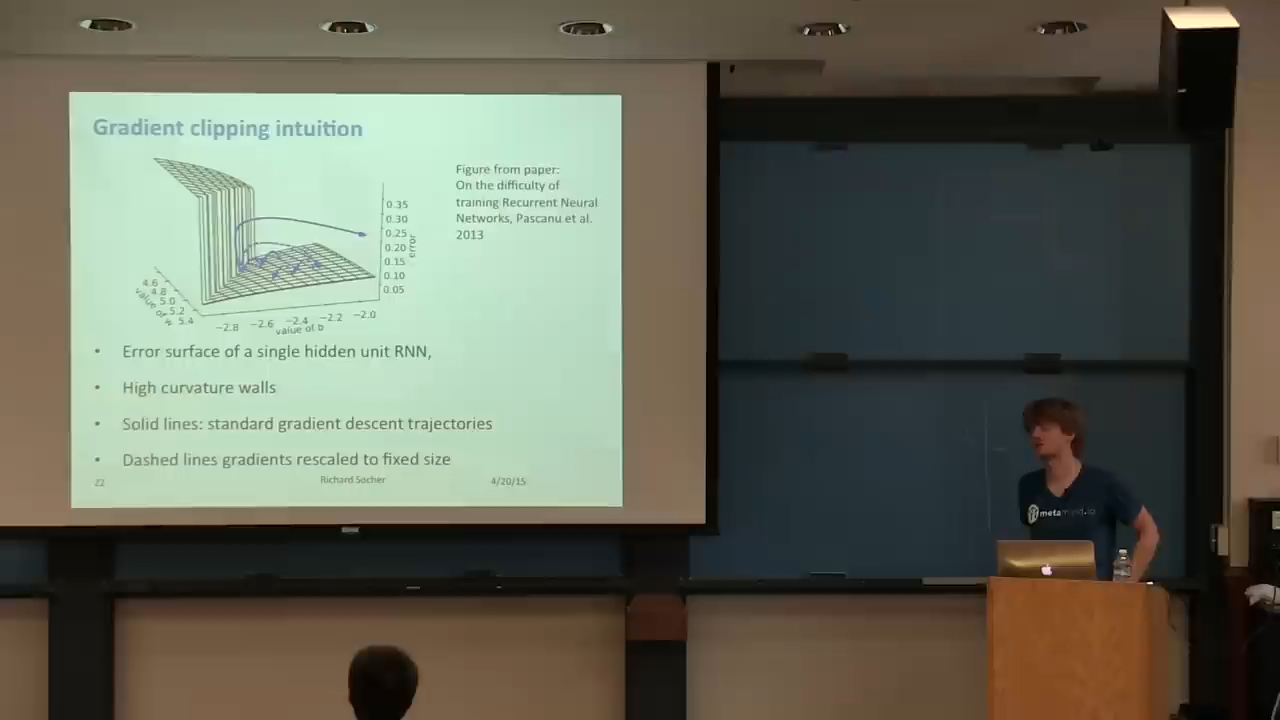 Gradient clipping intuition
Figure from paper:
On the difficulty of
training Recurrent Neural
Networks, Pascanu et al.
2013
0.35
0.30
0.25
0.20
0.15
0.10
0.05
error
4.6
4.8
5.0
5.2
5.4
value of
−2.8 −2.6 −2.4 −2.2 −2.0
value of b
• Error surface of a single hidden unit RNN,
• High curvature walls
• Solid lines: standard gradient descent trajectories
• Dashed lines gradients rescaled to fixed size
22 Richard Socher 4/20/15
metamind.io